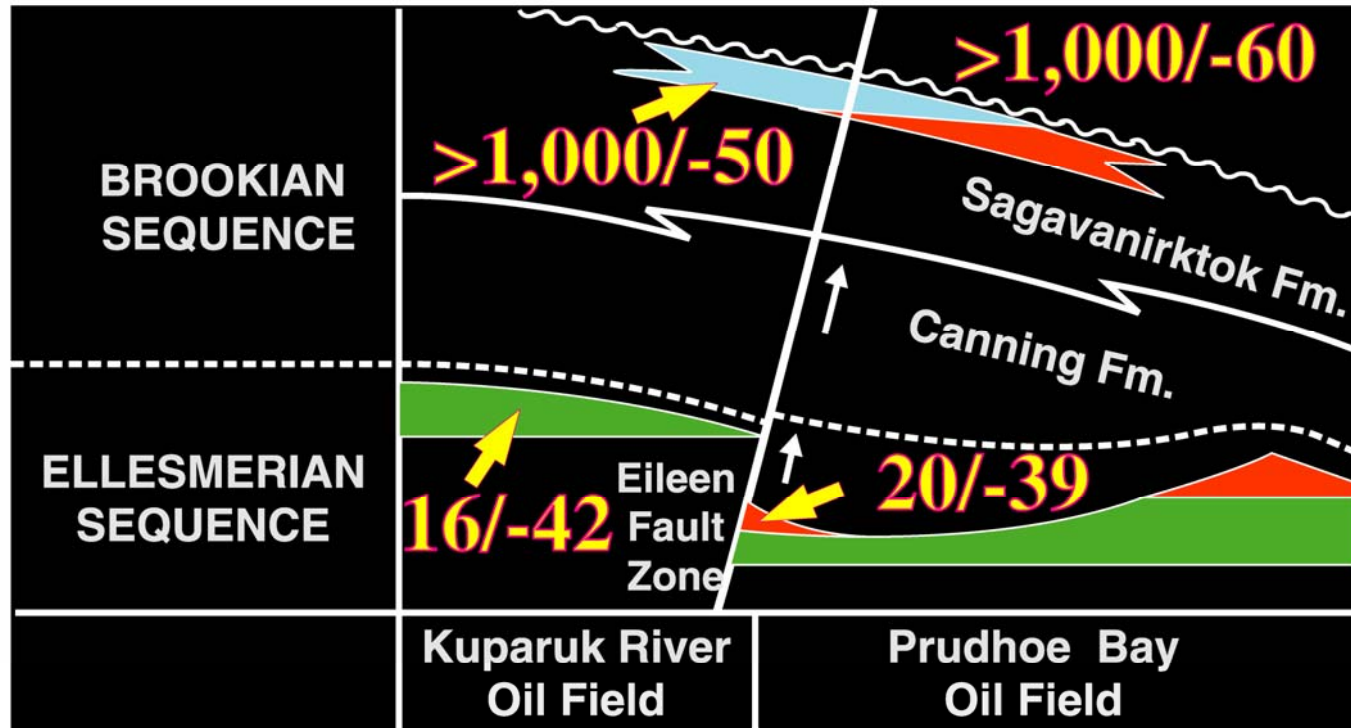 >1,000/-60
>1,000/-50
BROOKIAN
SEQUENCE
Sagavanirktok Fm.
Canning Fm.
ELLESMERIAN
SEQUENCE
16/-42
Eileen
Fault
Zone
20/-39
Kuparuk River
Oil Field
Prudhoe Bay
Oil Field